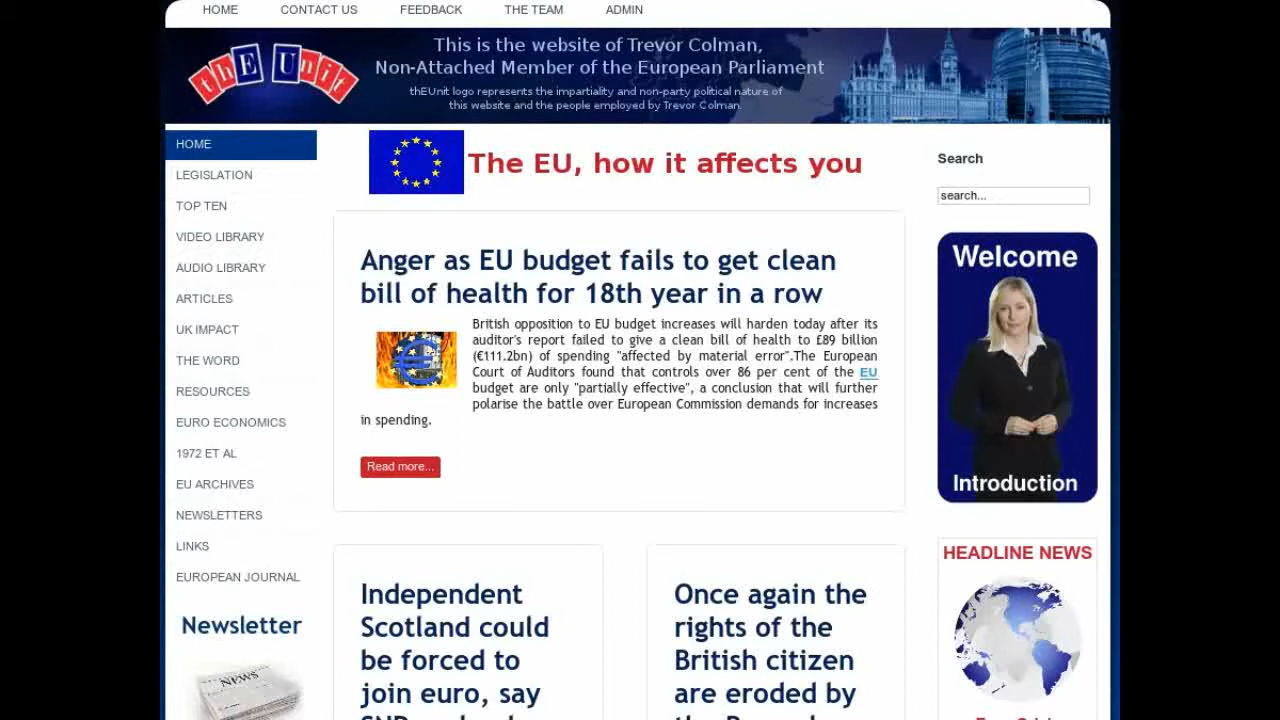 HOME CONTACT US FEEDBACK THE TEAM ADMIN
thEUnit
This is the website of Trevor Colman,
Non-Attached Member of the European Parliament
thEUnit logo represents the impartiality and non-party political nature of
this website and the people employed by Trevor Colman.
HOME
LEGISLATION
TOP TEN
VIDEO LIBRARY
AUDIO LIBRARY
ARTICLES
UK IMPACT
THE WORD
RESOURCES
EURO ECONOMICS
1972 ET AL
EU ARCHIVES
NEWSLETTERS
LINKS
EUROPEAN JOURNAL
Newsletter
NEWS
The EU, how it affects you
Anger as EU budget fails to get clean
bill of health for 18th year in a row
British opposition to EU budget increases will harden today after its
auditor's report failed to give a clean bill of health to £89 billion
(€111.2bn) of spending "affected by material error".The European
Court of Auditors found that controls over 86 per cent of the EU
budget are only "partially effective", a conclusion that will further
polarise the battle over European Commission demands for increases
in spending.
Read more...
Independent
Scotland could
be forced to
join euro, say
Once again the
rights of the
British citizen
are eroded by
Search
search...
Welcome
Introduction
HEADLINE NEWS